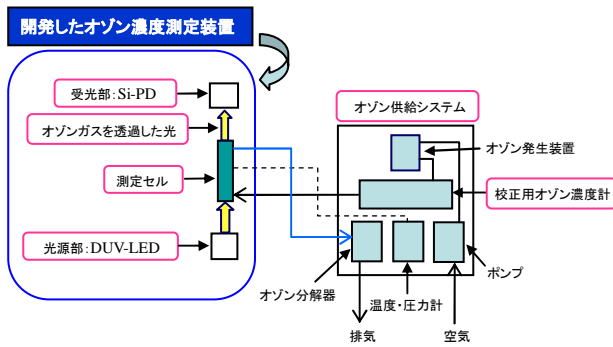 開発したオゾン濃度測定装置
受光部:Si-PD
オゾンガスを透過した光
測定セル
光源部:DUV-LED
オゾン供給システム
オゾン発生装置
校正用オゾン濃度計
ポンプ
オゾン分解器
温度・圧力計
排気
空気